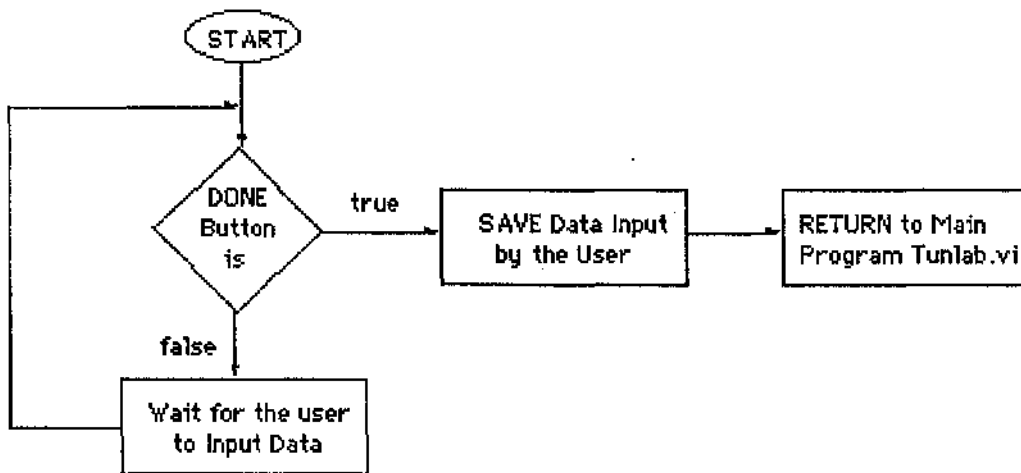 START
DONE
Button
is
true
SAVE Data Input
by the User
RETURN to Main
Program Tunlab.vi
false
Wait for the user
to Input Data